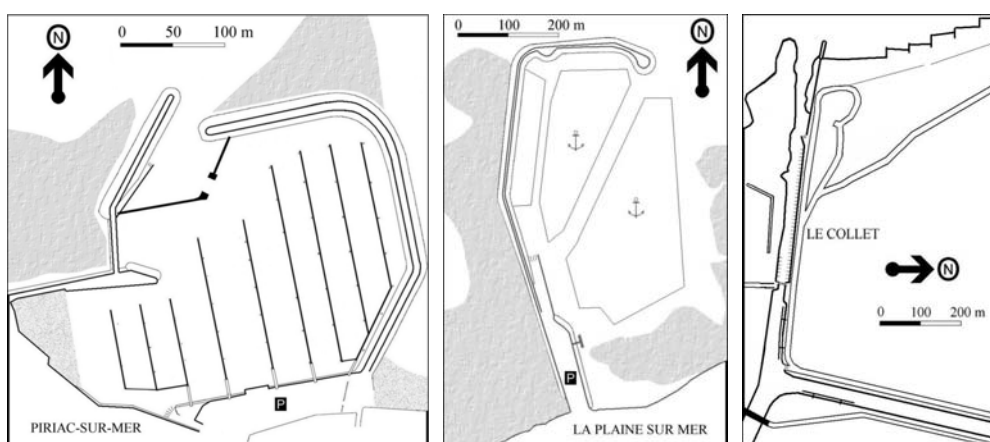 N
0 50 100 m
P
PIRIAC-SUR-MER
0 100 200 m
N
P
LA PLAINE SUR MER
LE COLLET
N
0 100 200 m